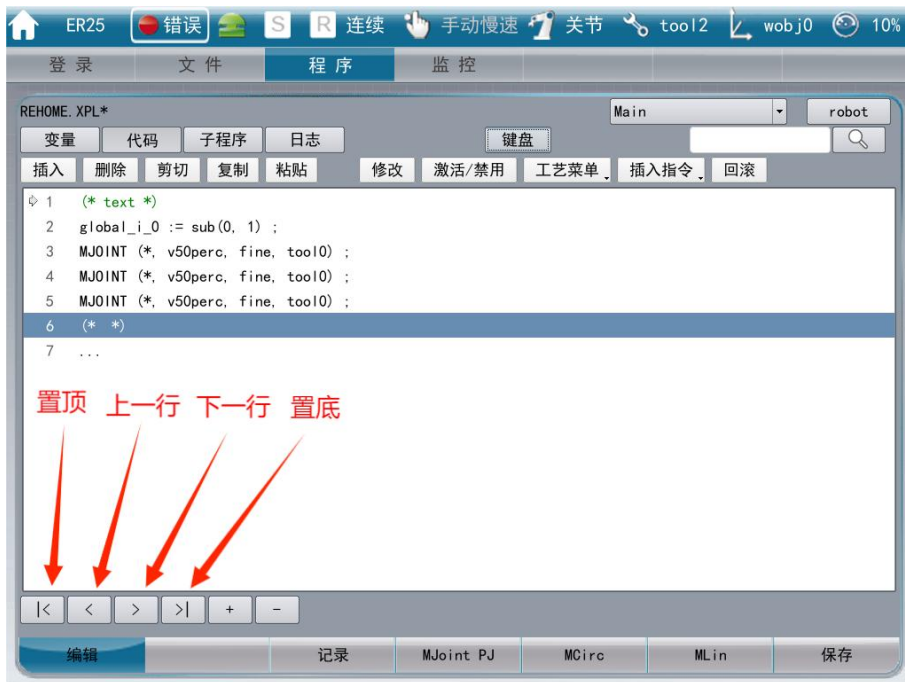 ER25 错误 S R 连续 手动慢速 关节 tool2 wobj0 10%
登录 文件 程序 监控
REHOME.XPL* Main robot
变量 代码 子程序 日志 键盘
插入 删除 剪切 复制 粘贴 修改 激活/禁用 工艺菜单 插入指令 回滚
1 (* text *)
2 global_i_0 := sub(0, 1) ;
3 MJOINT (*, v50perc, fine, tool0) ;
4 MJOINT (*, v50perc, fine, tool0) ;
5 MJOINT (*, v50perc, fine, tool0) ;
6 (* *)
7 ...
置顶 上一行 下一行 置底
|< < > >| + -
编辑 记录 MJoint PJ MCirc MLin 保存